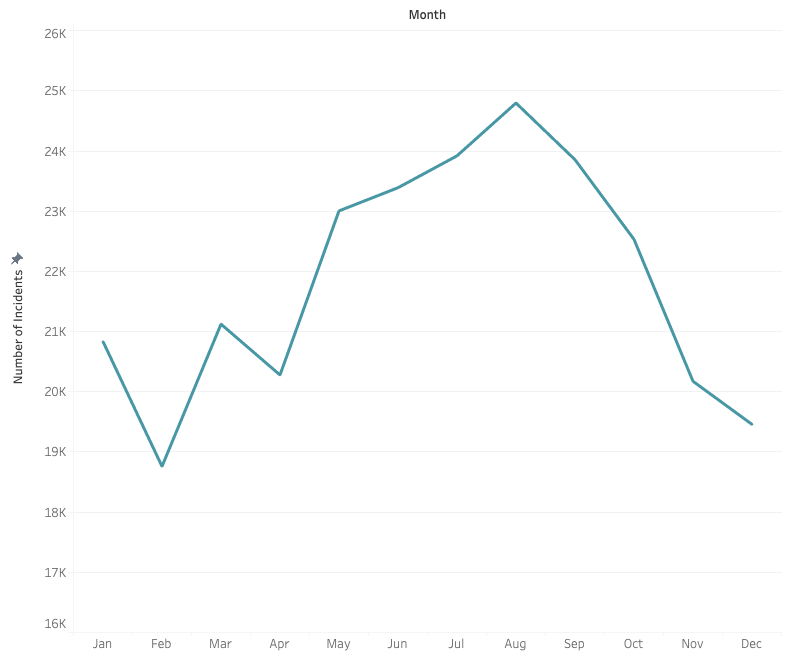 Month
26K
25K
24K
23K
22K
21K
20K
19K
18K
17K
16K
Number of Incidents
Jan Feb Mar Apr May Jun Jul Aug Sep Oct Nov Dec